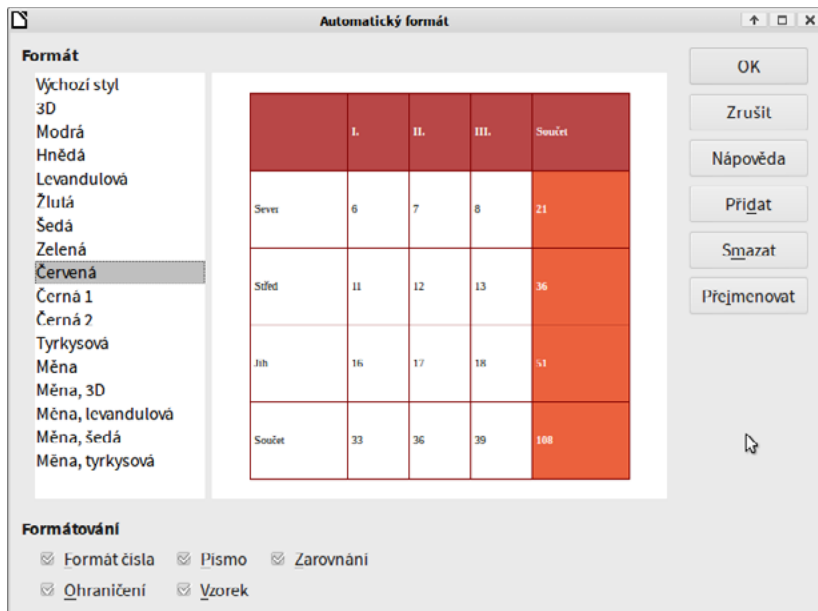 Automatický formát
Formát
Výchozí styl
3D
Modrá
Hnědá
Levandulová
Žlutá
Šedá
Zelená
Červená
Černá 1
Černá 2
Tyrkysová
Měna
Měna, 3D
Měna, levandulová
Měna, šedá
Měna, tyrkysová
I. II. III. Součet
Sever 6 7 8 21
Střed 11 12 13 36
Jih 16 17 18 51
Součet 33 36 39 108
OK
Zrušit
Nápověda
Přidat
Smazat
Přejmenovat
Formátování
Formát čísla Písmo Zarovnání
Ohraničení Vzorek